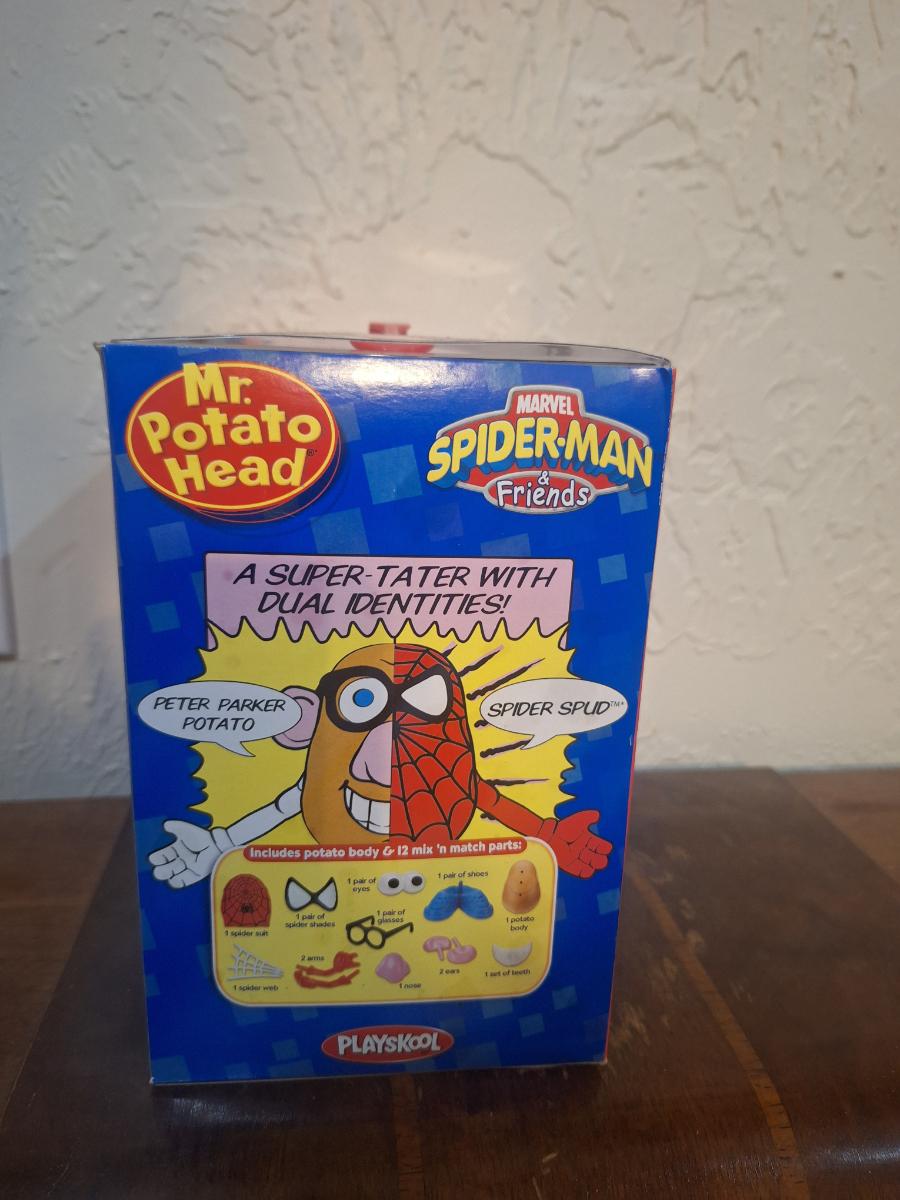 Mr.
Potato
Head®
MARVEL
SPIDER-MAN
&
Friends
A SUPER-TATER WITH
DUAL IDENTITIES!
PETER PARKER
POTATO
SPIDER SPUD™*
Includes potato body & 12 mix 'n match parts:
1 spider suit
1 pair of
spider shades
1 pair of
eyes
1 pair of
glasses
1 pair of shoes
1 potato
body
1 spider web
2 arms
1 nose
2 ears
1 set of teeth
PLAYSKOOL